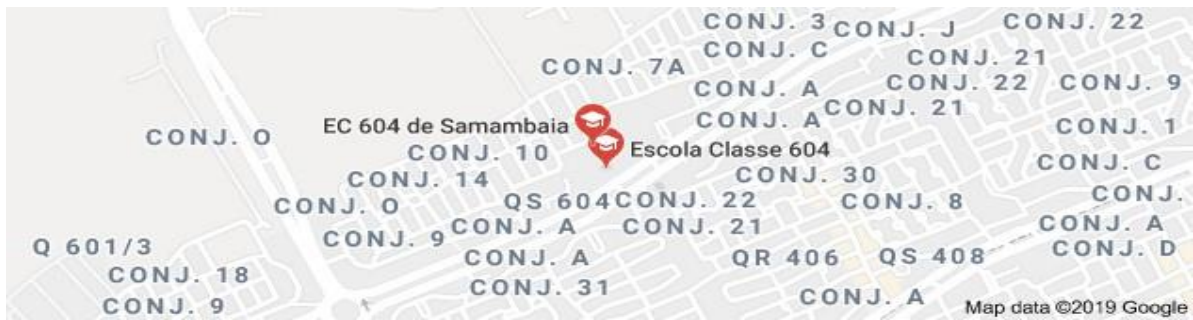 CONJ. 3
CONJ. J
CONJ. 22
CONJ. C
CONJ. 21
CONJ. 7A
CONJ. A
CONJ. 22
CONJ. 9
CONJ. 21
CONJ. A
EC 604 de Samambaia
CONJ. 1
CONJ. O
Escola Classe 604
CONJ. 10
CONJ. C
CONJ. 14
CONJ. 30
CONJ.
CONJ. O
QS 604
CONJ. 22
CONJ. 8
CONJ. A
CONJ. 9
CONJ. A
CONJ. 21
Q 601/3
CONJ. D
CONJ. A
QR 406
QS 408
CONJ. 18
CONJ. 31
CONJ. A
CONJ. 9
Map data ©2019 Google